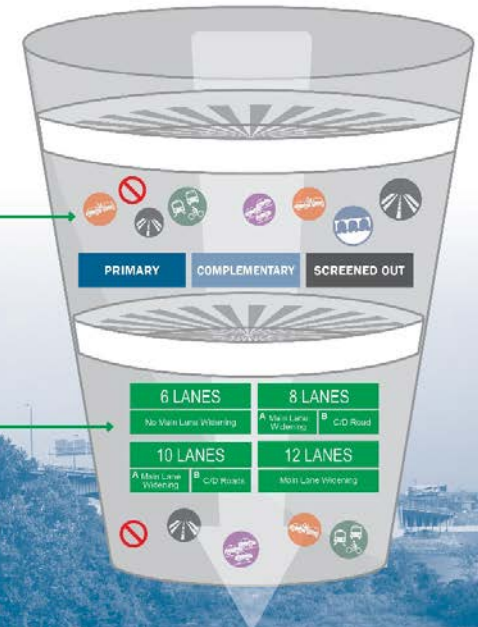 PRIMARY
COMPLEMENTARY
SCREENED OUT
6 LANES
No Main Lane Widening
8 LANES
A Main Lane
Widening
B C/D Road
10 LANES
A Main Lane
Widening
B C/D Roads
12 LANES
Main Lane Widening